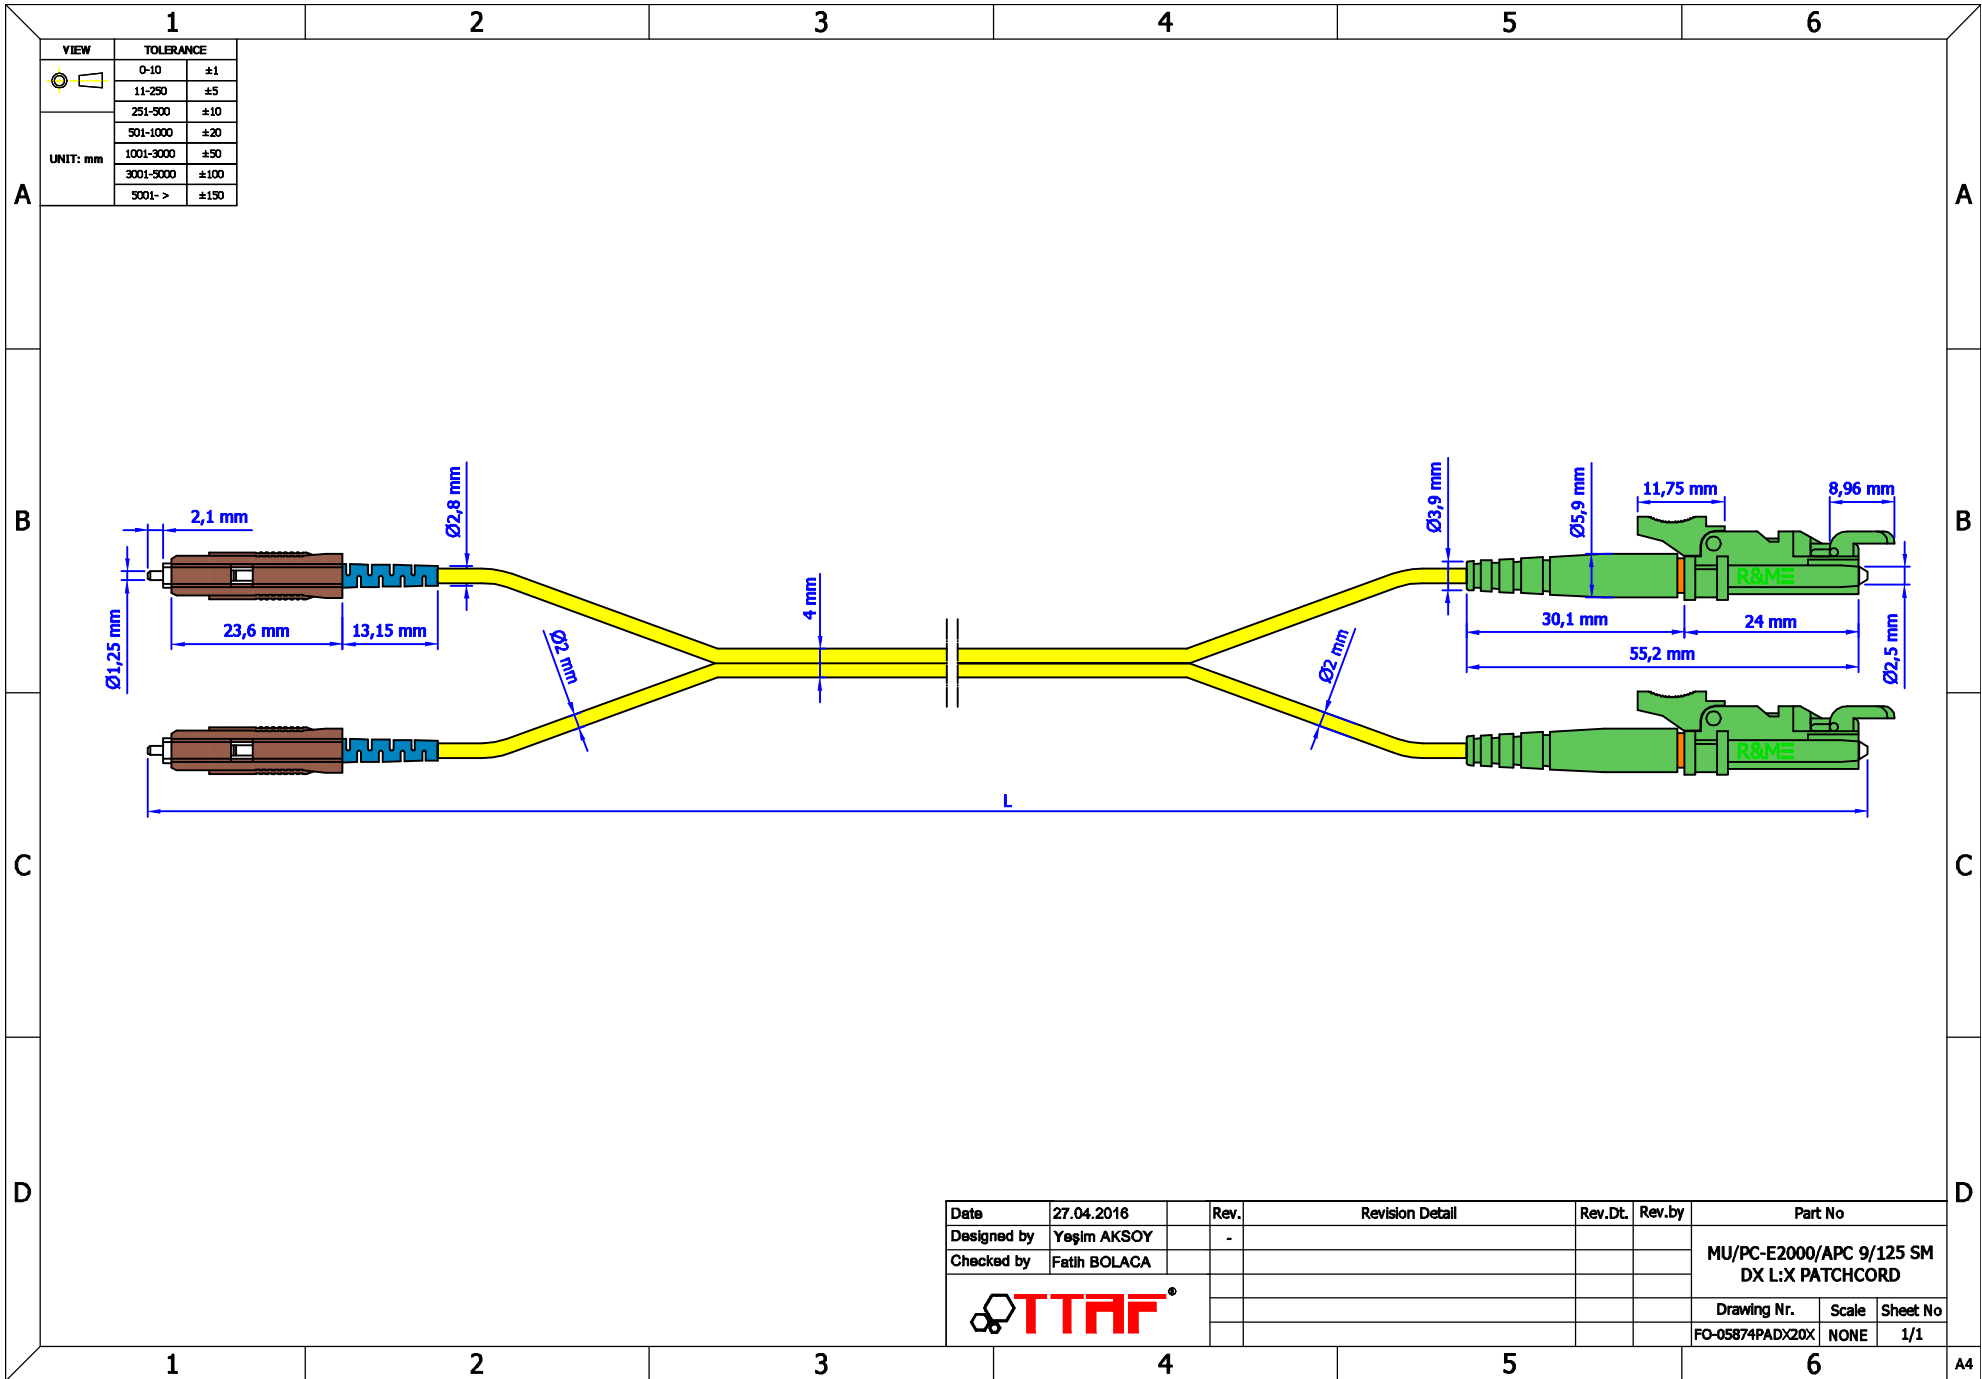 1 2 3 4 5 6
VIEW TOLERANCE
0-10 ±1
11-250 ±5
251-500 ±10
501-1000 ±20
UNIT: mm 1001-3000 ±50
3001-5000 ±100
5001- > ±150
A A
B B
2,1 mm
Ø1,25 mm
23,6 mm
13,15 mm
Ø2,8 mm
Ø2 mm
4 mm
Ø2 mm
Ø3,9 mm
Ø5,9 mm
11,75 mm
8,96 mm
R&M
30,1 mm
24 mm
55,2 mm
Ø2,5 mm
R&M
L
C C
D D
Date 27.04.2016 Rev. Revision Detail Rev.Dt. Rev.by Part No
Designed by Yeşim AKSOY -
Checked by Fatih BOLACA
MU/PC-E2000/APC 9/125 SM
DX L:X PATCHCORD
TTAF®
Drawing Nr. Scale Sheet No
FO-05874PADX20X NONE 1/1
1 2 3 4 5 6 A4